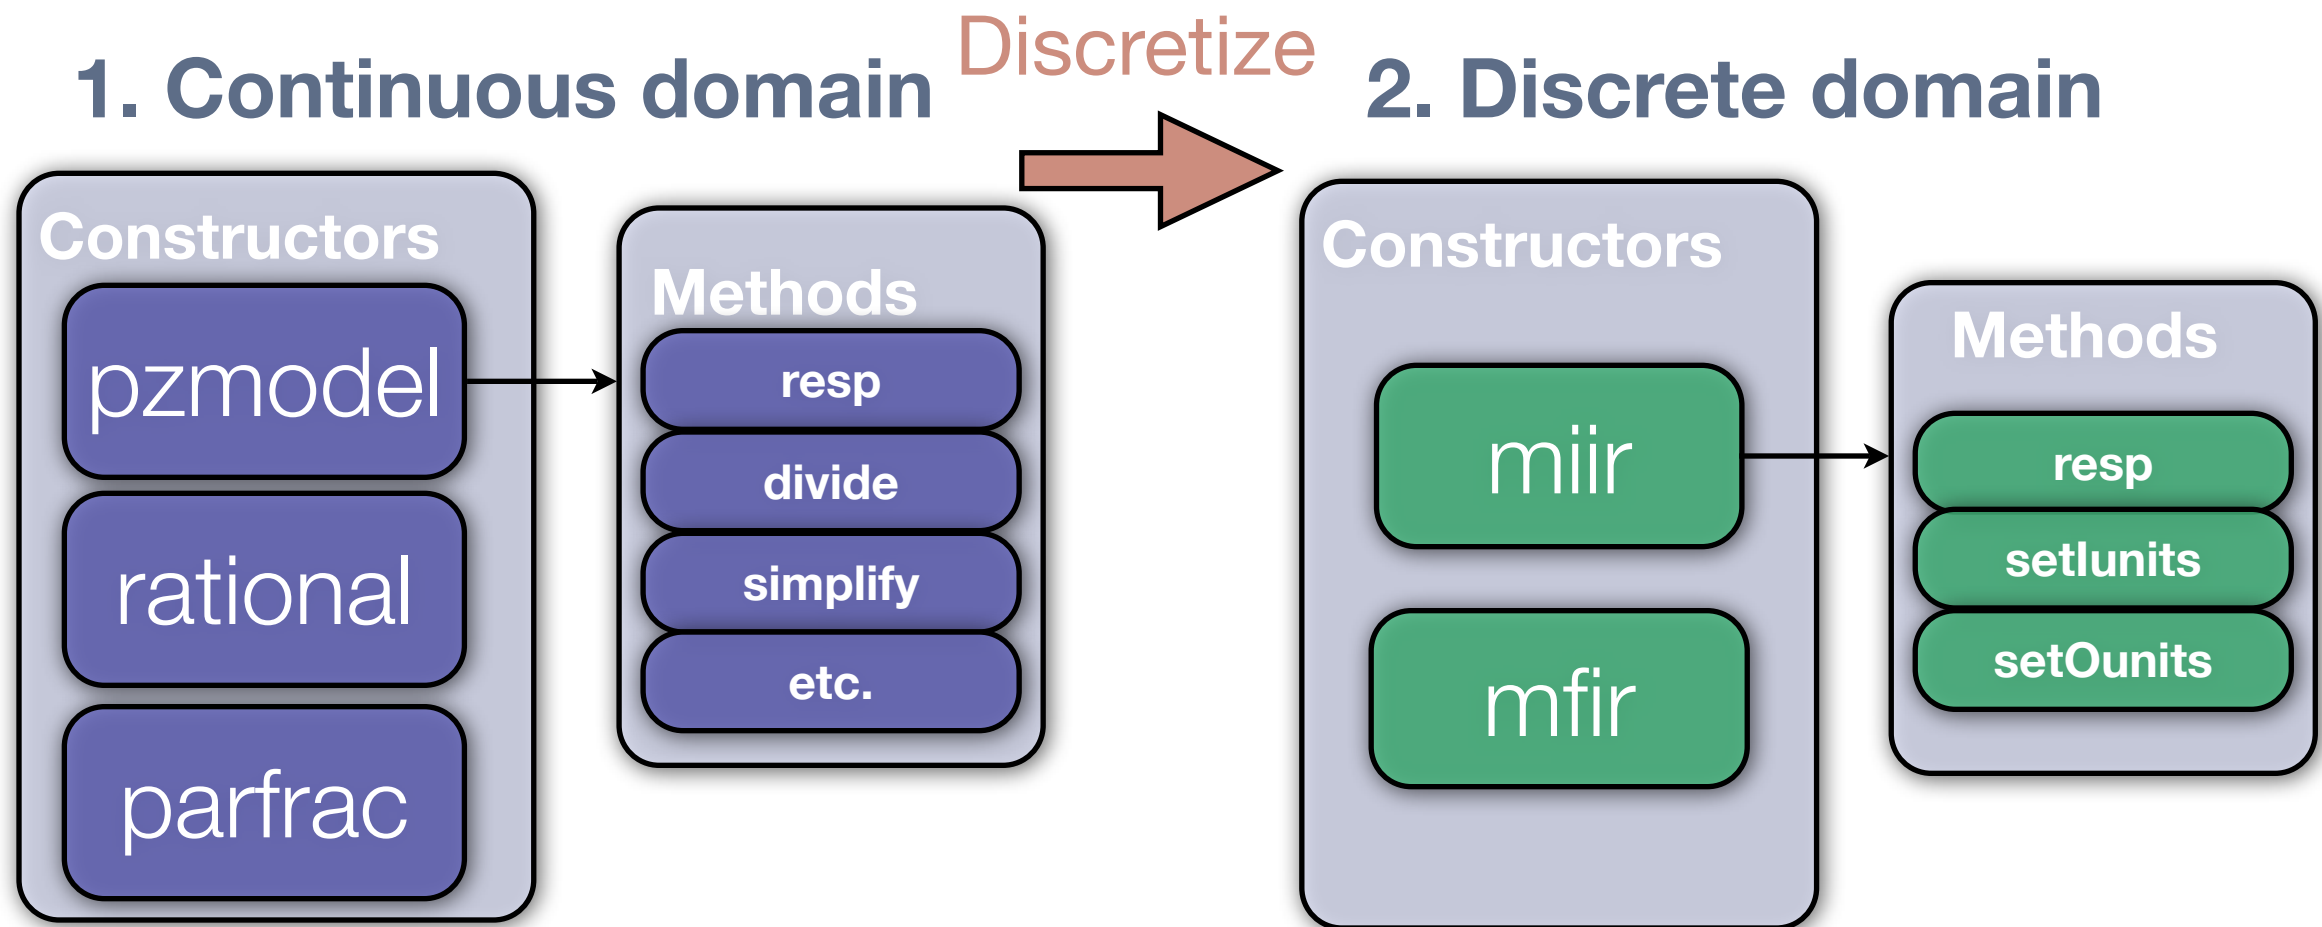 Discretize
1. Continuous domain
2. Discrete domain
Constructors
pzmodel
rational
parfrac
Methods
resp
divide
simplify
etc.
Constructors
miir
mfir
Methods
resp
setIunits
setOunits